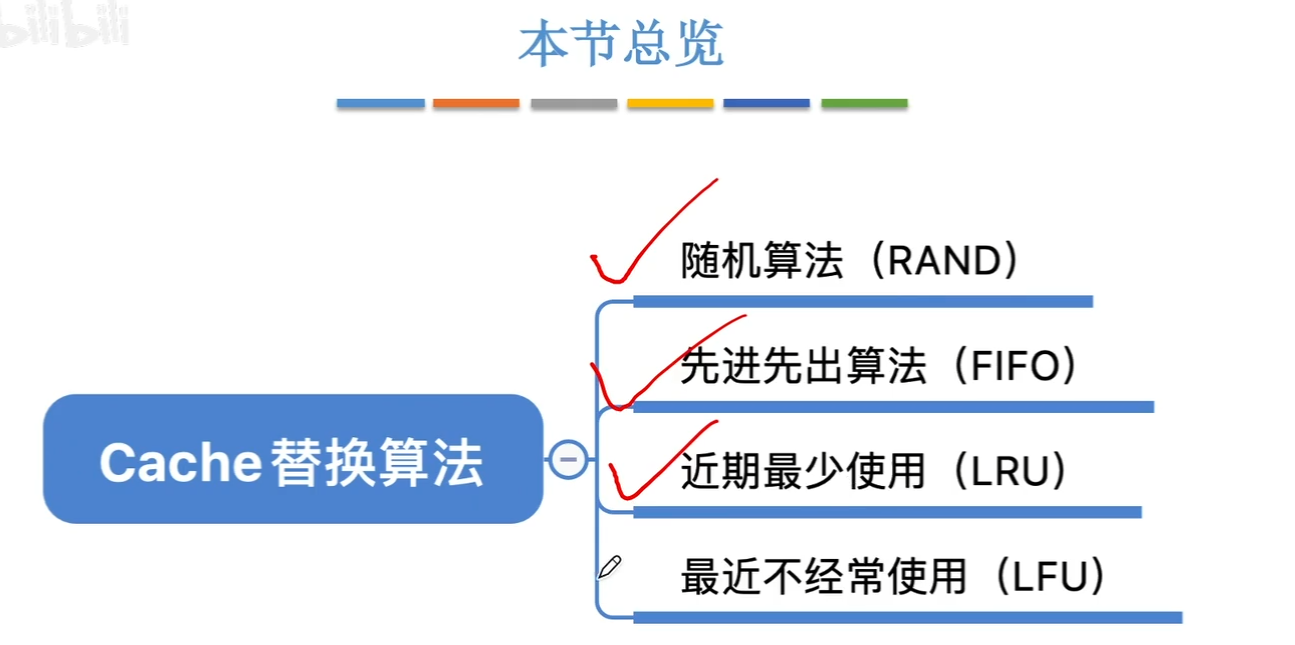 bilibili
本节总览
随机算法（RAND）
先进先出算法（FIFO）
Cache替换算法
近期最少使用（LRU）
最近不经常使用（LFU）